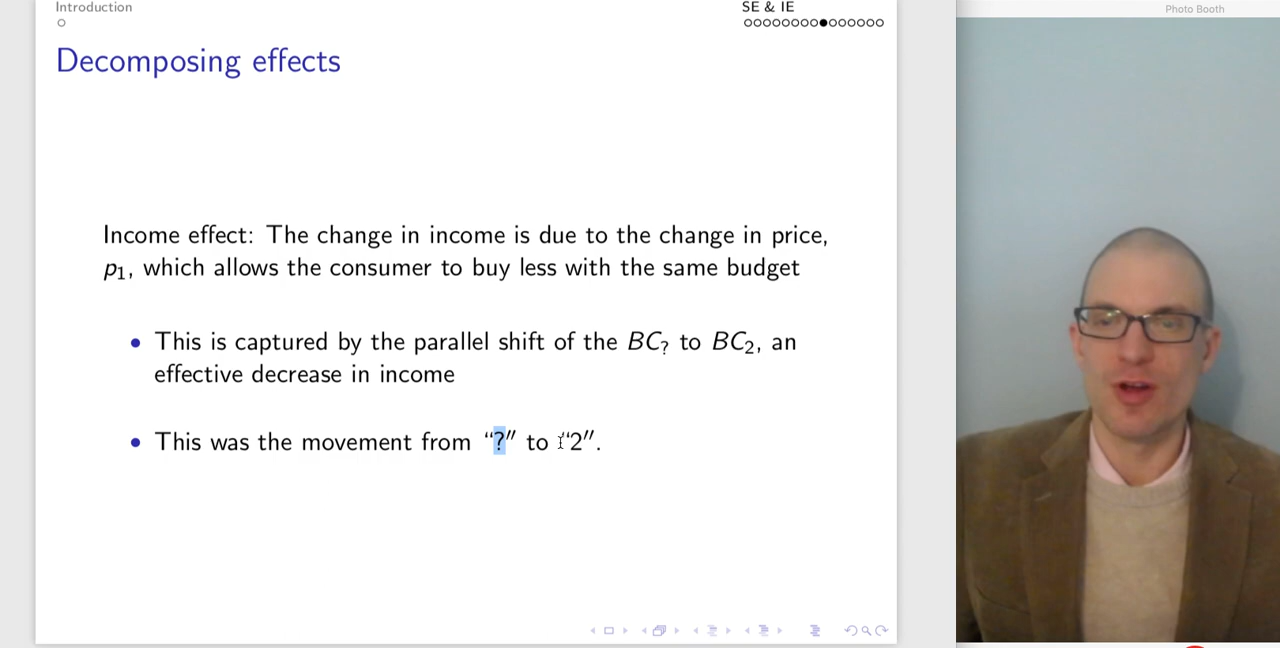 Introduction
SE & IE
Photo Booth
Decomposing effects
Income effect: The change in income is due to the change in price,
p₁, which allows the consumer to buy less with the same budget
• This is captured by the parallel shift of the BC? to BC₂, an
effective decrease in income
• This was the movement from “?” to “2”.